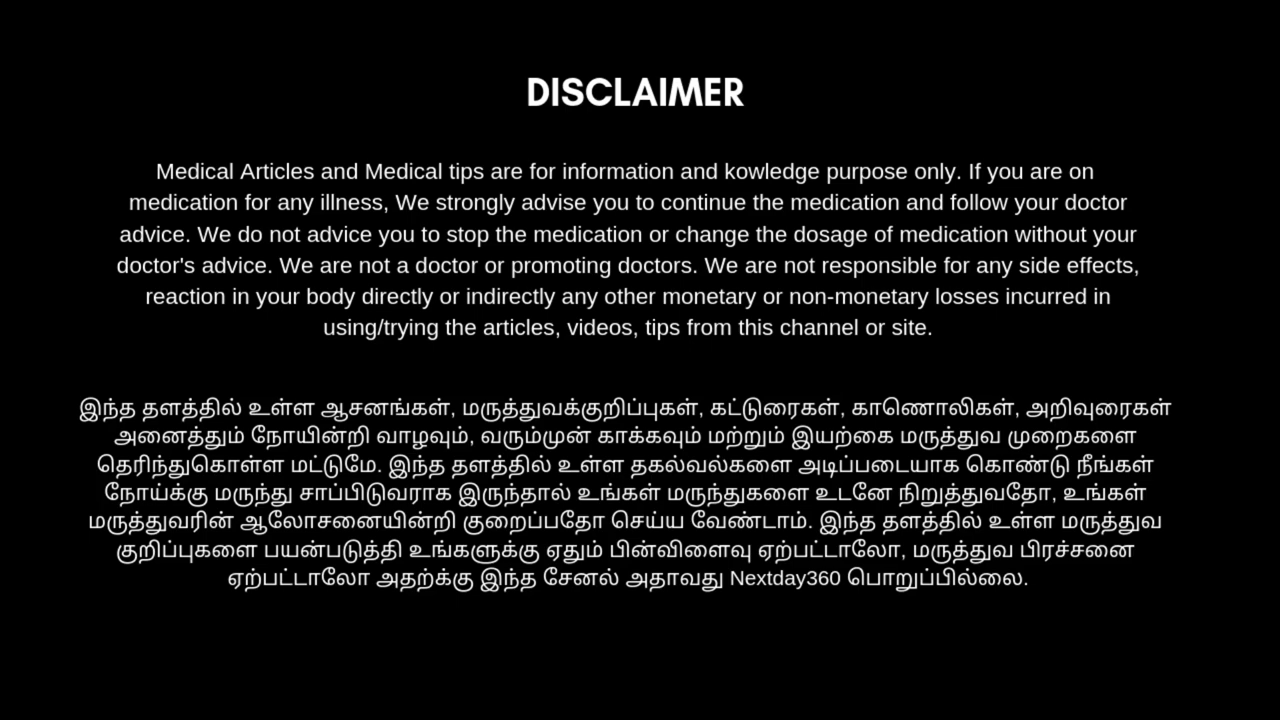 DISCLAIMER
Medical Articles and Medical tips are for information and kowledge purpose only. If you are on
medication for any illness, We strongly advise you to continue the medication and follow your doctor
advice. We do not advice you to stop the medication or change the dosage of medication without your
doctor's advice. We are not a doctor or promoting doctors. We are not responsible for any side effects,
reaction in your body directly or indirectly any other monetary or non-monetary losses incurred in
using/trying the articles, videos, tips from this channel or site.
இந்த தளத்தில் உள்ள ஆசனங்கள், மருத்துவக்குறிப்புகள், கட்டுரைகள், காணொலிகள், அறிவுரைகள்
அனைத்தும் நோயின்றி வாழவும், வரும்முன் காக்கவும் மற்றும் இயற்கை மருத்துவ முறைகளை
தெரிந்துகொள்ள மட்டுமே. இந்த தளத்தில் உள்ள தகல்வல்களை அடிப்படையாக கொண்டு நீங்கள்
நோய்க்கு மருந்து சாப்பிடுவராக இருந்தால் உங்கள் மருந்துகளை உடனே நிறுத்துவதோ, உங்கள்
மருத்துவரின் ஆலோசனையின்றி குறைப்பதோ செய்ய வேண்டாம். இந்த தளத்தில் உள்ள மருத்துவ
குறிப்புகளை பயன்படுத்தி உங்களுக்கு ஏதும் பின்விளைவு ஏற்பட்டாலோ, மருத்துவ பிரச்சனை
ஏற்பட்டாலோ அதற்க்கு இந்த சேனல் அதாவது Nextday360 பொறுப்பில்லை.